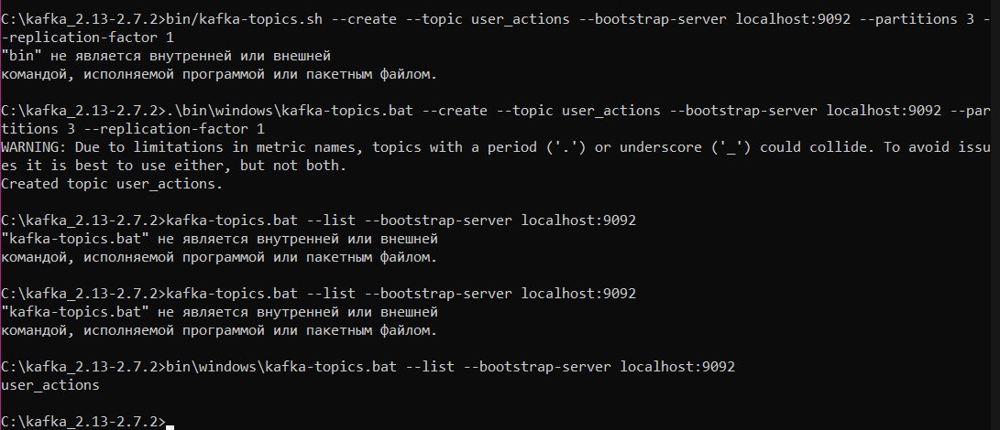 C:\kafka_2.13-2.7.2>bin/kafka-topics.sh --create --topic user_actions --bootstrap-server localhost:9092 --partitions 3 -
-replication-factor 1
"bin" не является внутренней или внешней
командой, исполняемой программой или пакетным файлом.
C:\kafka_2.13-2.7.2>.\bin\windows\kafka-topics.bat --create --topic user_actions --bootstrap-server localhost:9092 --par
titions 3 --replication-factor 1
WARNING: Due to limitations in metric names, topics with a period ('.') or underscore ('_') could collide. To avoid issu
es it is best to use either, but not both.
Created topic user_actions.
C:\kafka_2.13-2.7.2>kafka-topics.bat --list --bootstrap-server localhost:9092
"kafka-topics.bat" не является внутренней или внешней
командой, исполняемой программой или пакетным файлом.
C:\kafka_2.13-2.7.2>kafka-topics.bat --list --bootstrap-server localhost:9092
"kafka-topics.bat" не является внутренней или внешней
командой, исполняемой программой или пакетным файлом.
C:\kafka_2.13-2.7.2>bin\windows\kafka-topics.bat --list --bootstrap-server localhost:9092
user_actions
C:\kafka_2.13-2.7.2>